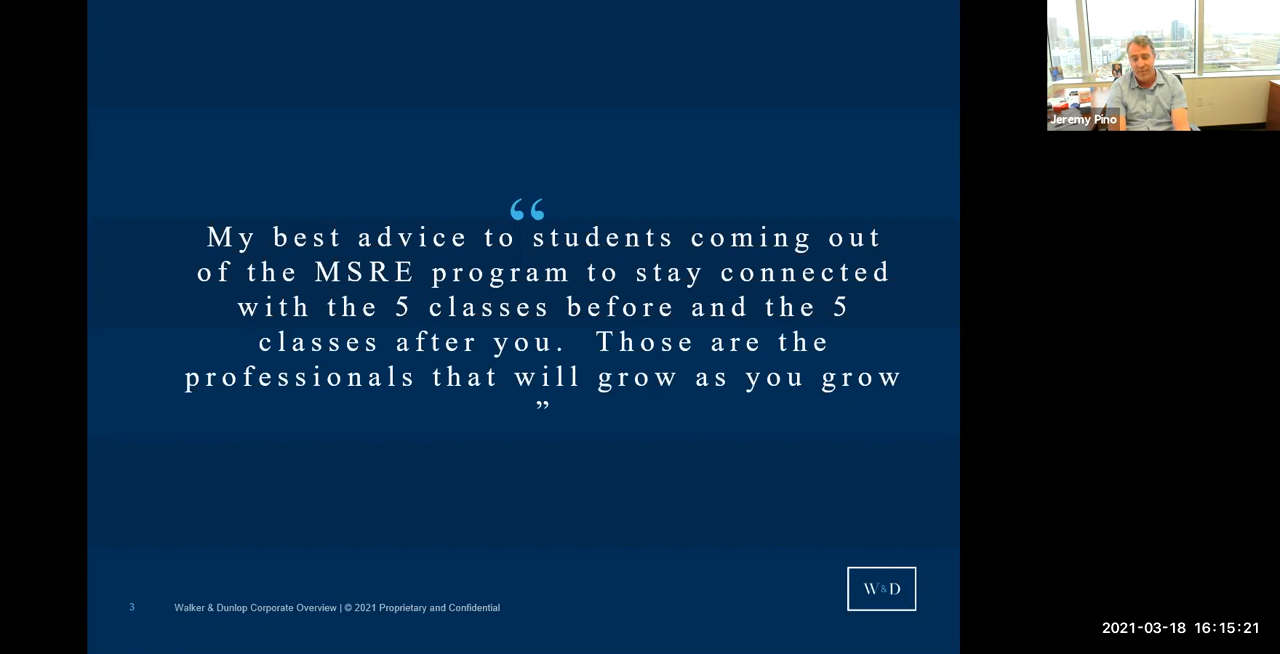 “
My best advice to students coming out
of the MSRE program to stay connected
with the 5 classes before and the 5
classes after you.  Those are the
professionals that will grow as you grow
”
3 Walker & Dunlop Corporate Overview | © 2021 Proprietary and Confidential
W&D
Jeremy Pino
2021-03-18 16:15:21